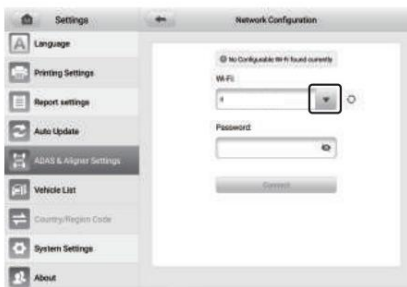 Settings
Network Configuration
Language
Printing Settings
Report settings
Auto Update
ADAS & Aligner Settings
Vehicle List
Country/Region Code
System Settings
About
No Configurable Wi-Fi found currently
Wi-Fi:
Password:
Connect